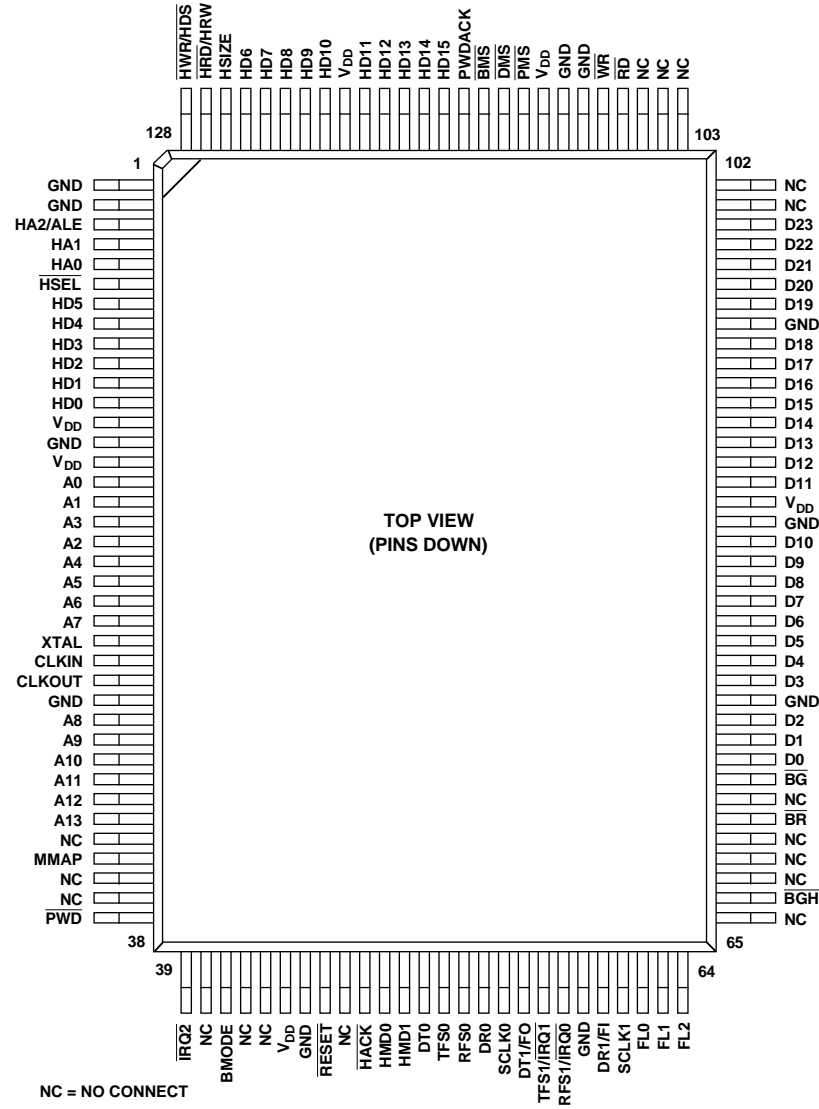 HWR/HDS
HRD/HRW
HSIZE
HD6
HD7
HD8
HD9
HD10
VDD
HD11
HD12
HD13
HD14
HD15
PWDACK
BMS
DMS
PMS
VDD
GND
GND
WR
RD
NC
NC
NC
128
103
1
102
GND
GND
HA2/ALE
HA1
HA0
HSEL
HD5
HD4
HD3
HD2
HD1
HD0
VDD
GND
VDD
A0
A1
A3
A2
A4
A5
A6
A7
XTAL
CLKIN
CLKOUT
GND
A8
A9
A10
A11
A12
A13
NC
MMAP
NC
NC
PWD
TOP VIEW
(PINS DOWN)
NC
NC
D23
D22
D21
D20
D19
GND
D18
D17
D16
D15
D14
D13
D12
D11
VDD
GND
D10
D9
D8
D7
D6
D5
D4
D3
GND
D2
D1
D0
BG
NC
BR
NC
NC
NC
BGH
NC
38
65
39
64
IRQ2
NC
BMODE
NC
NC
VDD
GND
RESET
NC
HACK
HMD0
HMD1
DT0
TFS0
RFS0
DR0
SCLK0
DT1/FO
TFS1/IRQ1
RFS1/IRQ0
GND
DR1/FI
SCLK1
FL0
FL1
FL2
NC = NO CONNECT